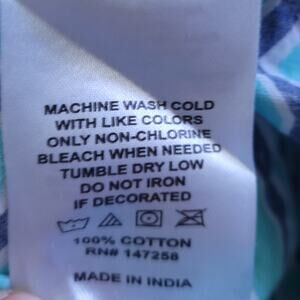 MACHINE WASH COLD
WITH LIKE COLORS
ONLY NON-CHLORINE
BLEACH WHEN NEEDED
TUMBLE DRY LOW
DO NOT IRON
IF DECORATED
100% COTTON
RN# 147258
MADE IN INDIA